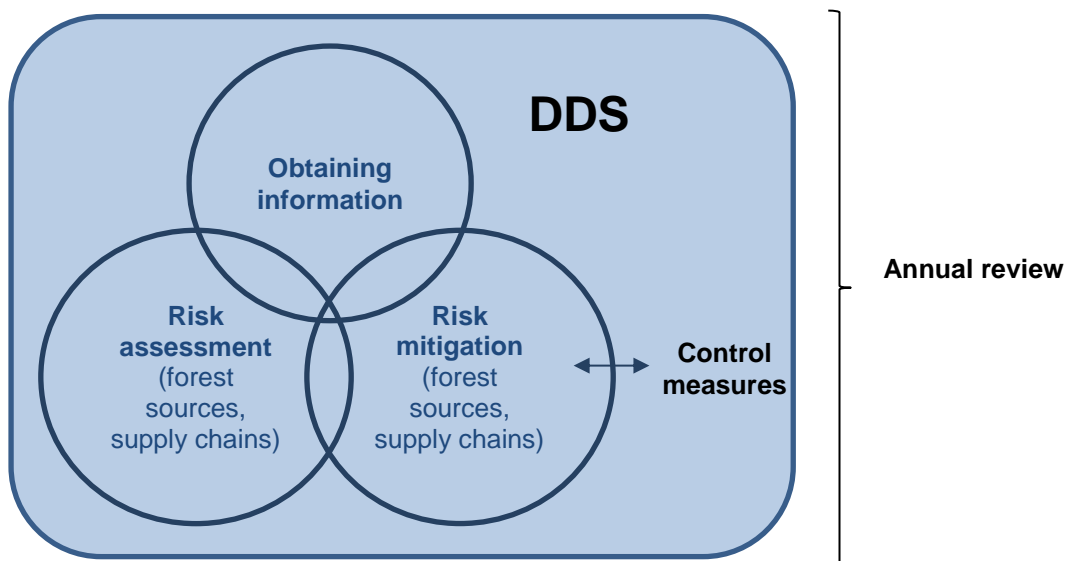 DDS
Obtaining
information
Annual review
Risk
assessment
(forest
sources,
supply chains)
Risk
mitigation
(forest
sources,
supply chains)
Control
measures